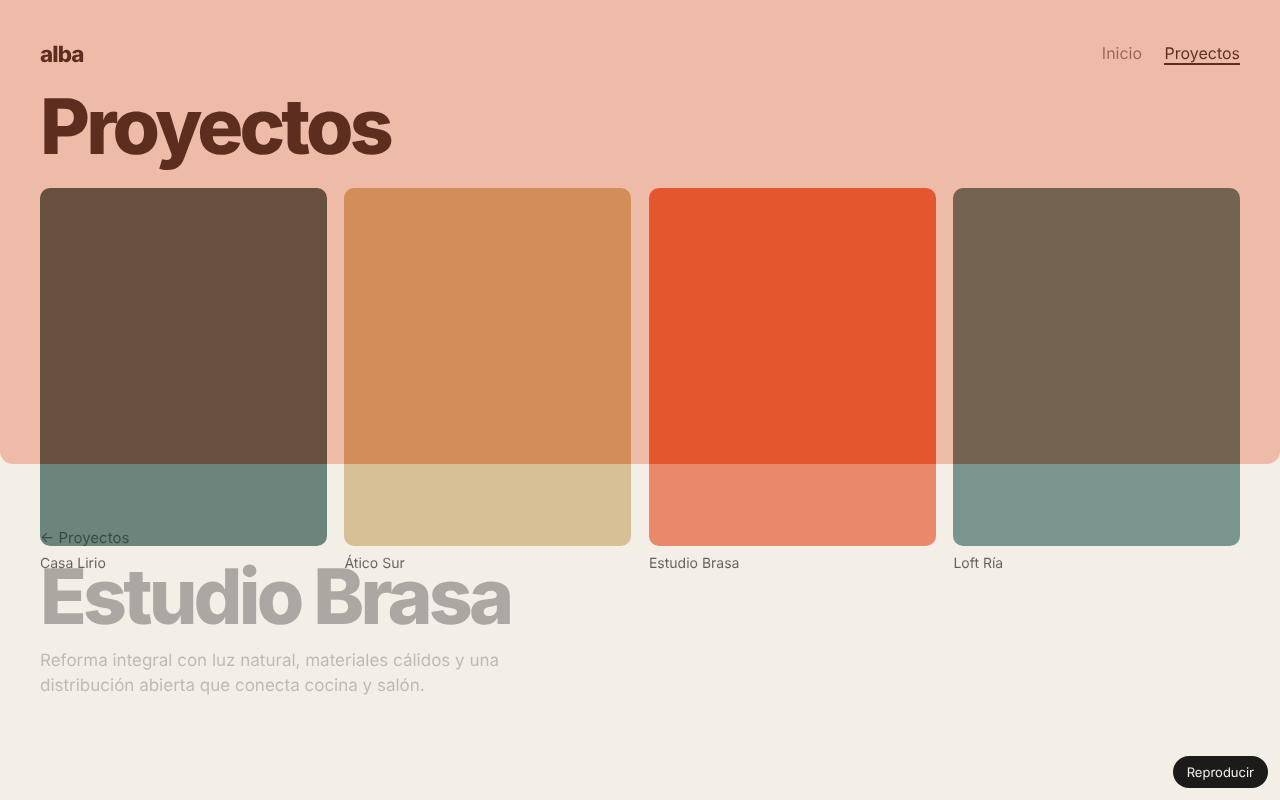 alba
Inicio
Proyectos
Proyectos
← Proyectos
Casa Lirio
Ático Sur
Estudio Brasa
Loft Ría
Estudio Brasa
Reforma integral con luz natural, materiales cálidos y una
distribución abierta que conecta cocina y salón.
Reproducir